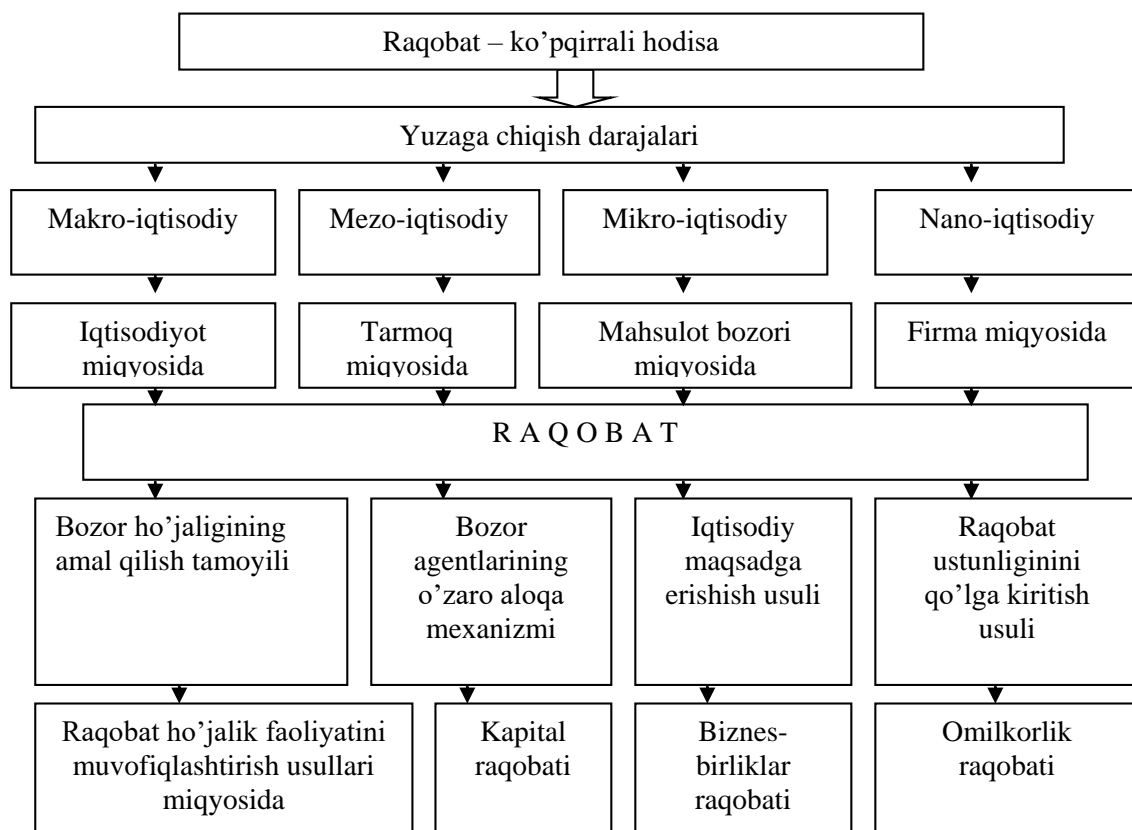 Raqobat – ko’pqirrali hodisa
Yuzaga chiqish darajalari
Makro-iqtisodiy
Mezo-iqtisodiy
Mikro-iqtisodiy
Nano-iqtisodiy
Iqtisodiyot
miqyosida
Tarmoq
miqyosida
Mahsulot bozori
miqyosida
Firma miqyosida
R A Q O B A T
Bozor ho’jaligining
amal qilish tamoyili
Bozor
agentlarining
o’zaro aloqa
mexanizmi
Iqtisodiy
maqsadga
erishish usuli
Raqobat
ustunliginini
qo’lga kiritish
usuli
Raqobat ho’jalik faoliyatini
muvofiqlashtirish usullari
miqyosida
Kapital
raqobati
Biznes-
birliklar
raqobati
Omilkorlik
raqobati